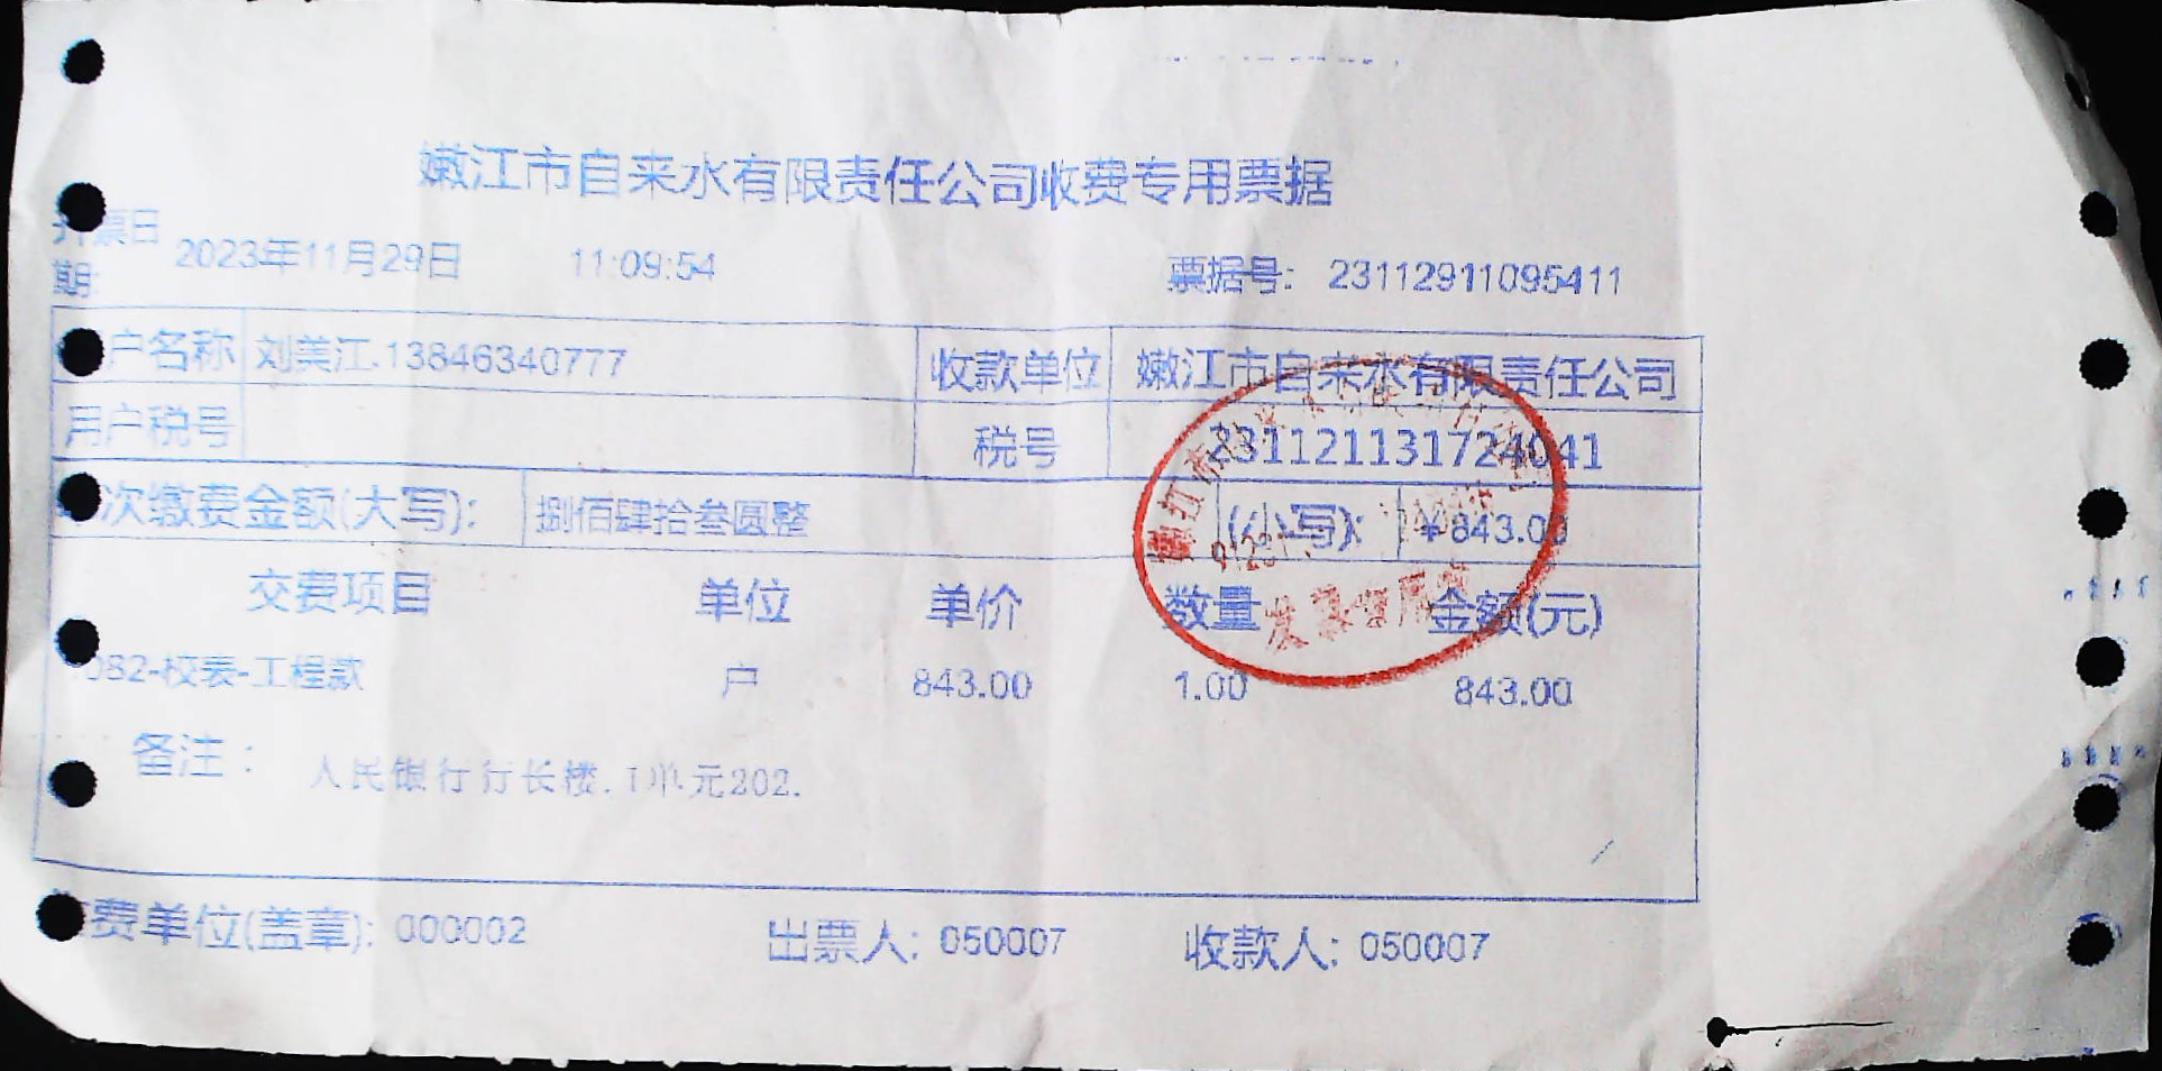 嫩江市自来水有限责任公司收费专用票据
开票日期: 2023年11月29日 11:09:54 票据号: 23112911095411
户名称 刘美江.13846340777 收款单位 嫩江市自来水有限责任公司
用户税号 税号 231121131724041
次缴费金额(大写): 捌佰肆拾叁圆整 (小写): ¥843.00
交费项目 单位 单价 数量 金额(元)
082-校表-工程款 户 843.00 1.00 843.00
备注: 人民银行行长楼.1单元202.
费单位(盖章): 000002 出票人: 050007 收款人: 050007
发票专用章